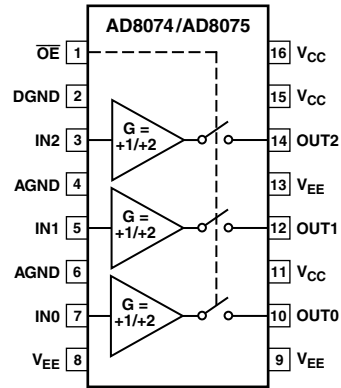 AD8074/AD8075
OE 1 16 VCC
DGND 2 15 VCC
G =
+1/+2
IN2 3 14 OUT2
AGND 4 13 VEE
G =
+1/+2
IN1 5 12 OUT1
AGND 6 11 VCC
G =
+1/+2
IN0 7 10 OUT0
VEE 8 9 VEE